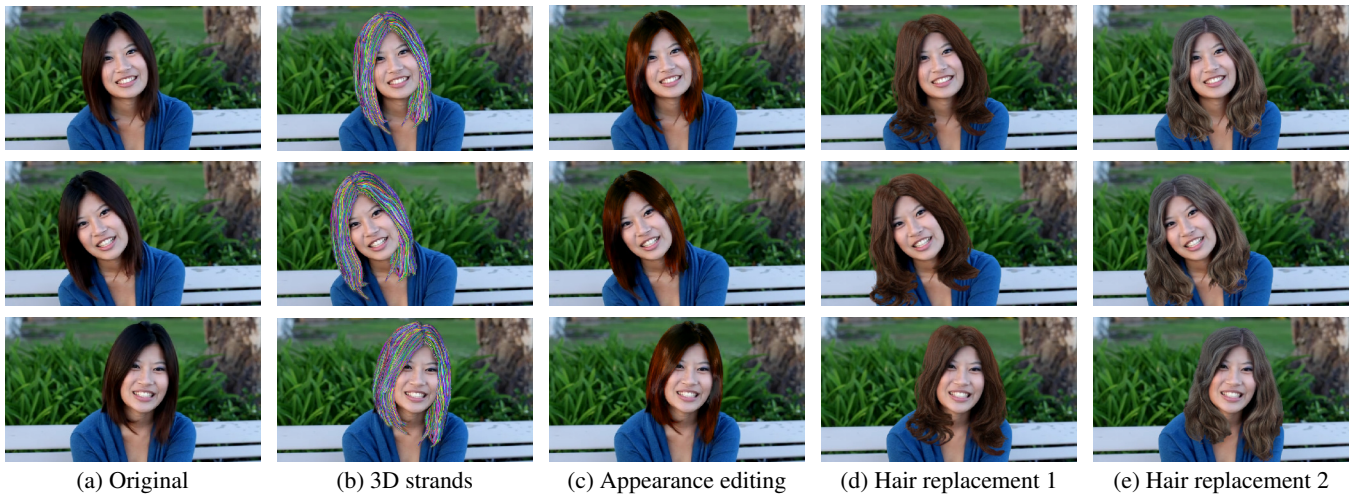 (a) Original
(b) 3D strands
(c) Appearance editing
(d) Hair replacement 1
(e) Hair replacement 2